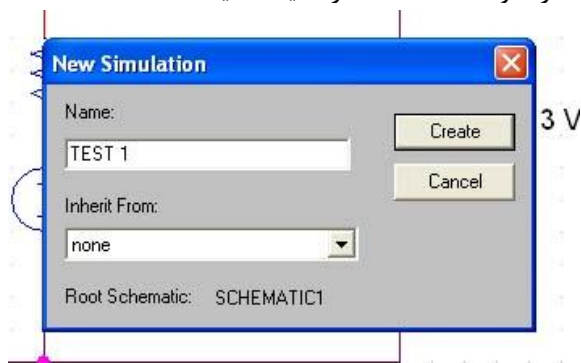 New Simulation
Name:
TEST 1
Create
Cancel
Inherit From:
none
Root Schematic: SCHEMATIC1
3 V